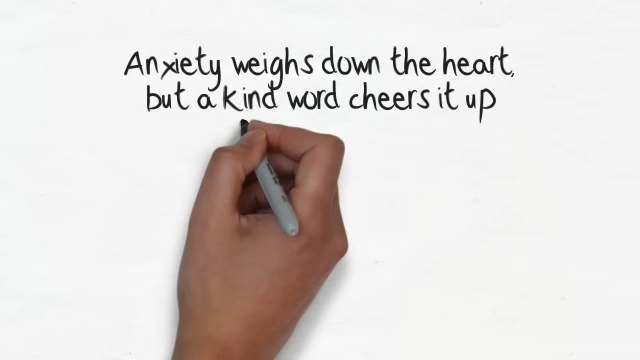 Anxiety weighs down the heart,
but a kind word cheers it up